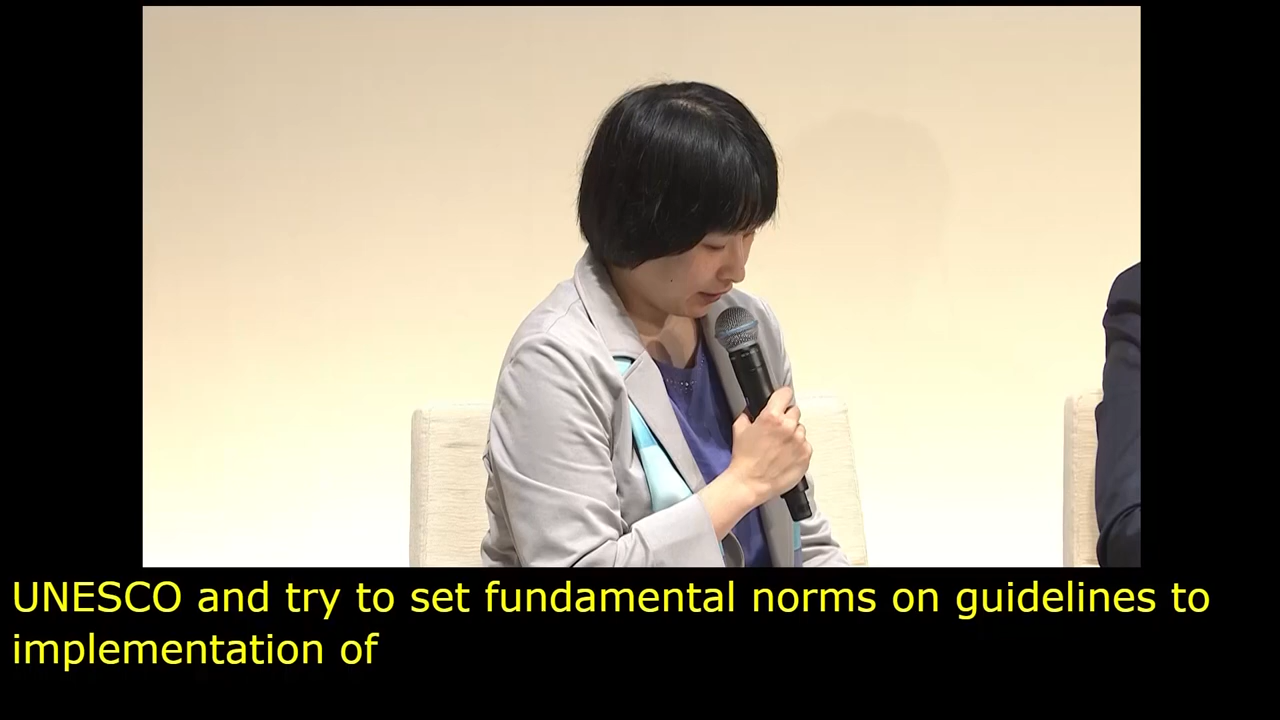 UNESCO and try to set fundamental norms on guidelines to
implementation of